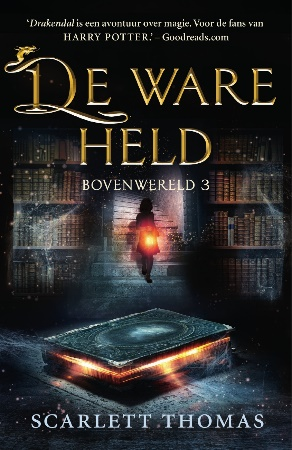 ‘Drakendal is een avontuur over magie. Voor de fans van
HARRY POTTER.’ – Goodreads.com
DE WARE
HELD
BOVENWERELD 3
SCARLETT THOMAS